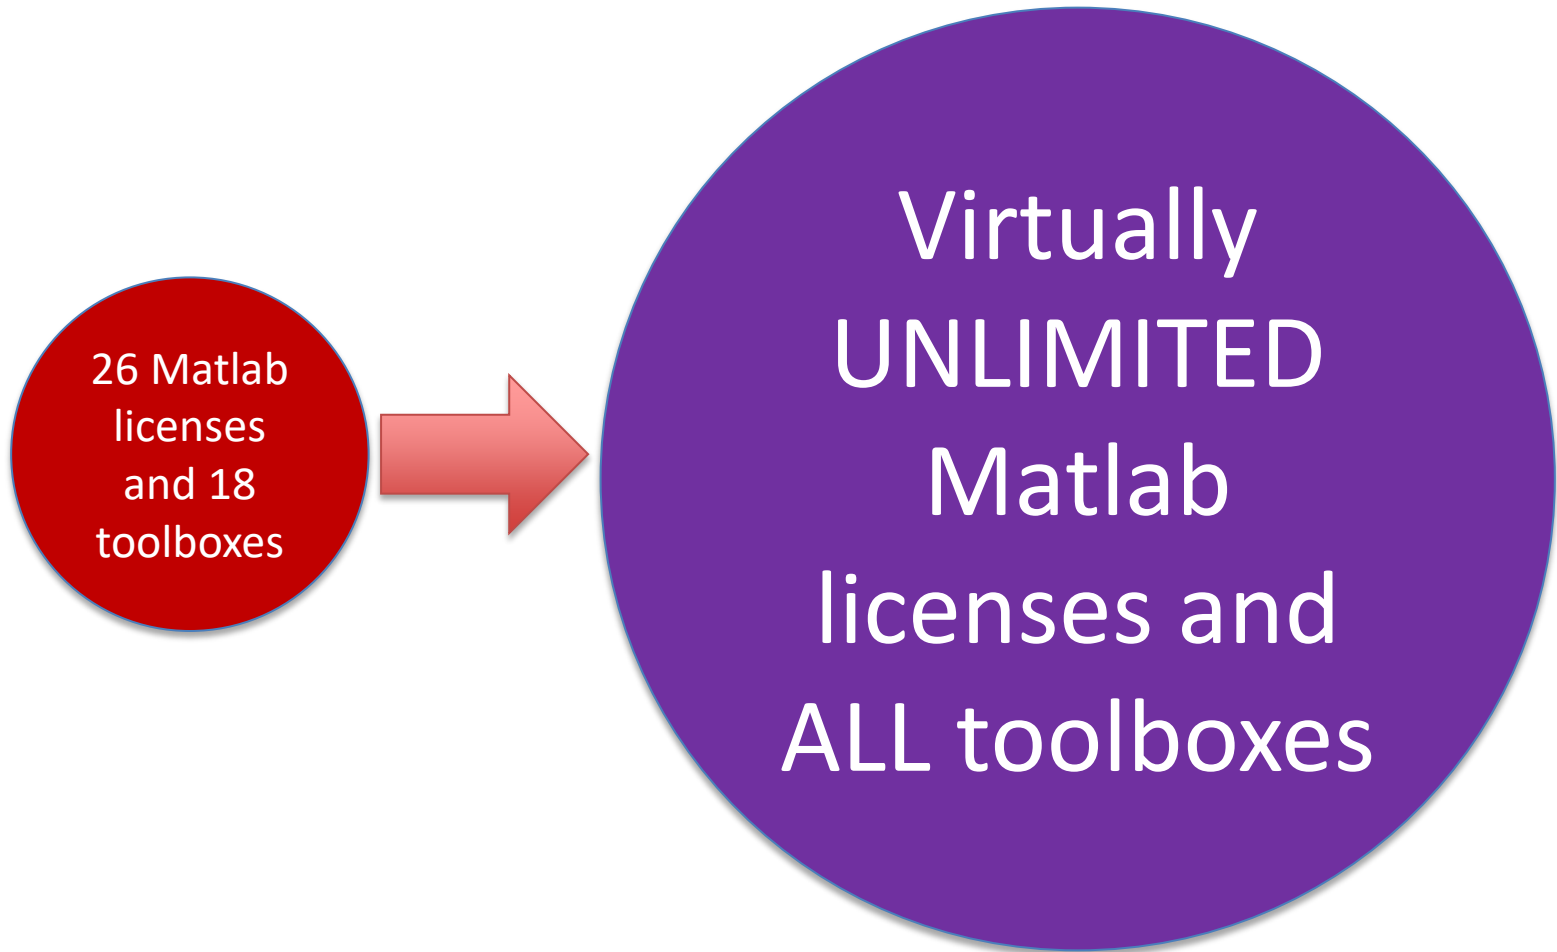 26 Matlab
licenses
and 18
toolboxes
Virtually
UNLIMITED
Matlab
licenses and
ALL toolboxes